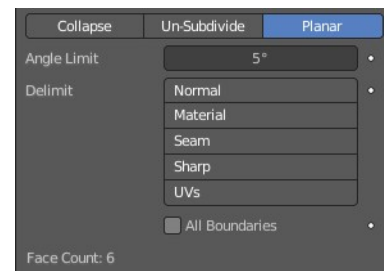 Collapse Un-Subdivide Planar
Angle Limit 5°
Delimit Normal
Material
Seam
Sharp
UVs
All Boundaries
Face Count: 6